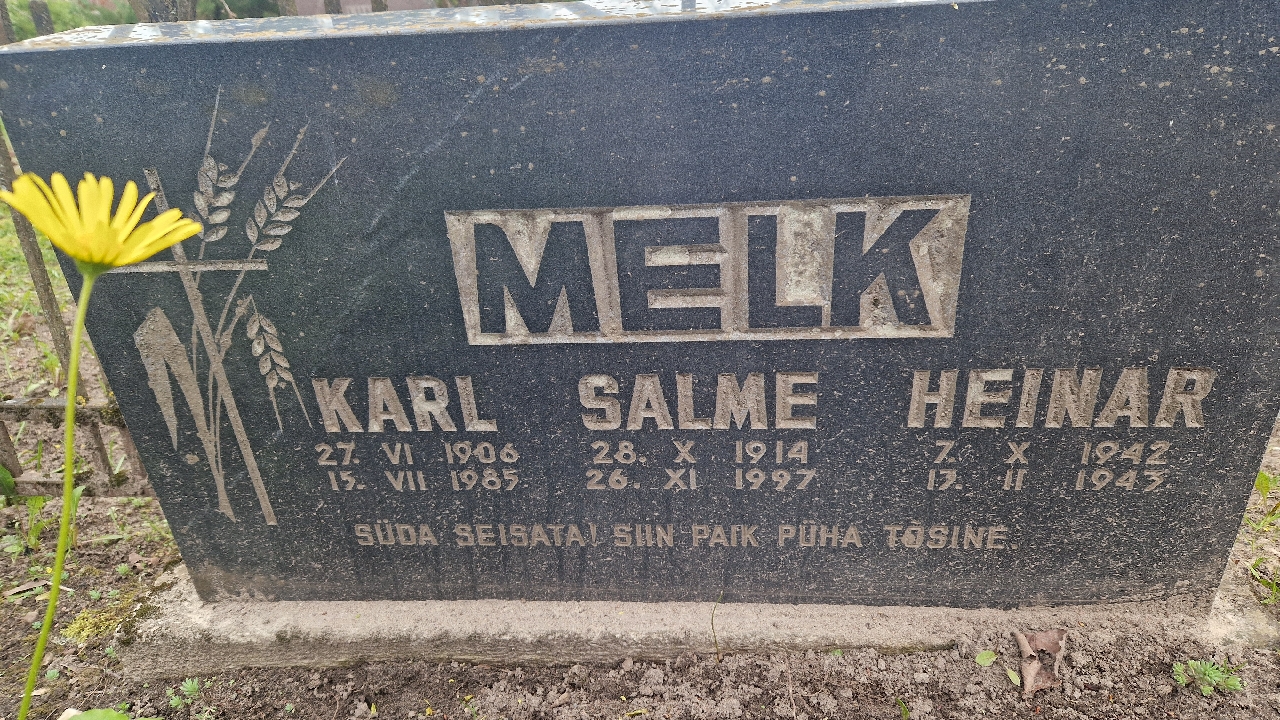 MELK
KARL SALME HEINAR
27. VI 1906 28. X 1914 7. X 1942
15. VII 1985 26. XI 1997 13. II 1943
SÜDA SEISATA! SIIN PAIK PÜHA TÕSINE.